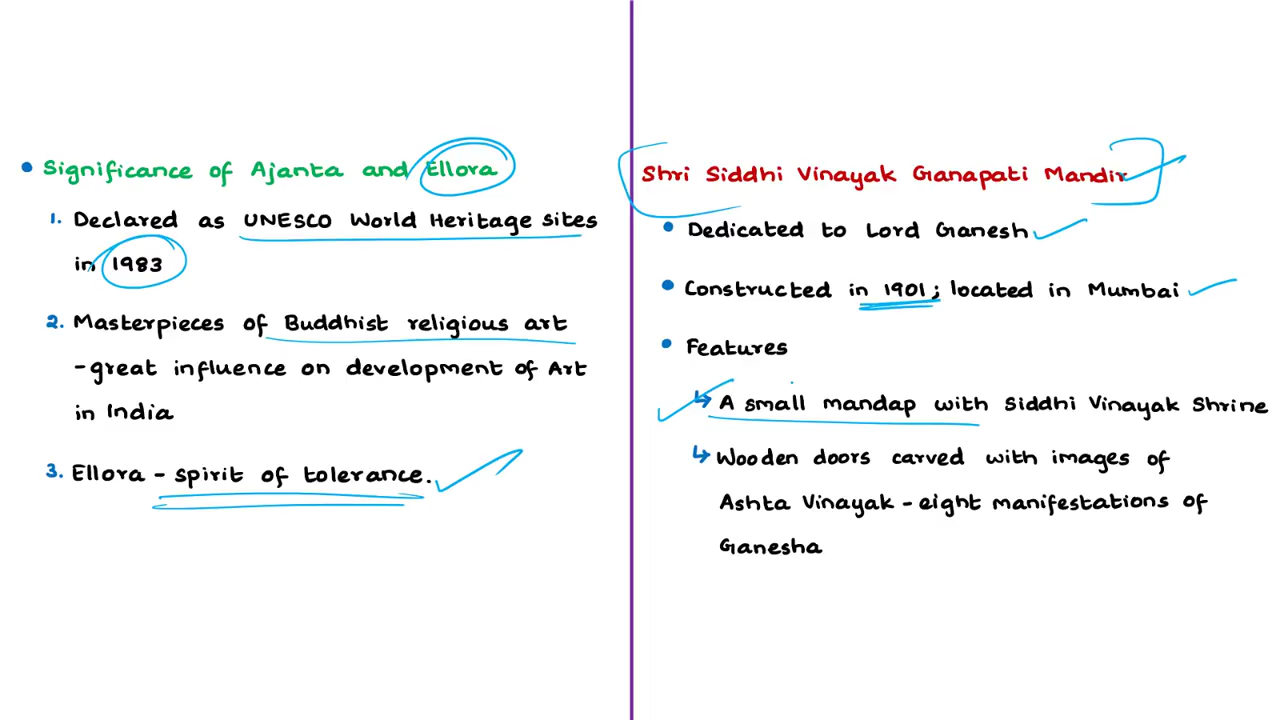 • Significance of Ajanta and Ellora
1. Declared as UNESCO World Heritage sites
in 1983
2. Masterpieces of Buddhist religious art
-great influence on development of Art
in India
3. Ellora - spirit of tolerance.
Shri Siddhi Vinayak Ganapati Mandir
• Dedicated to Lord Ganesh
• Constructed in 1901; located in Mumbai
• Features
↳ A small mandap with Siddhi Vinayak Shrine
↳ Wooden doors carved with images of
Ashta Vinayak - eight manifestations of
Ganesha